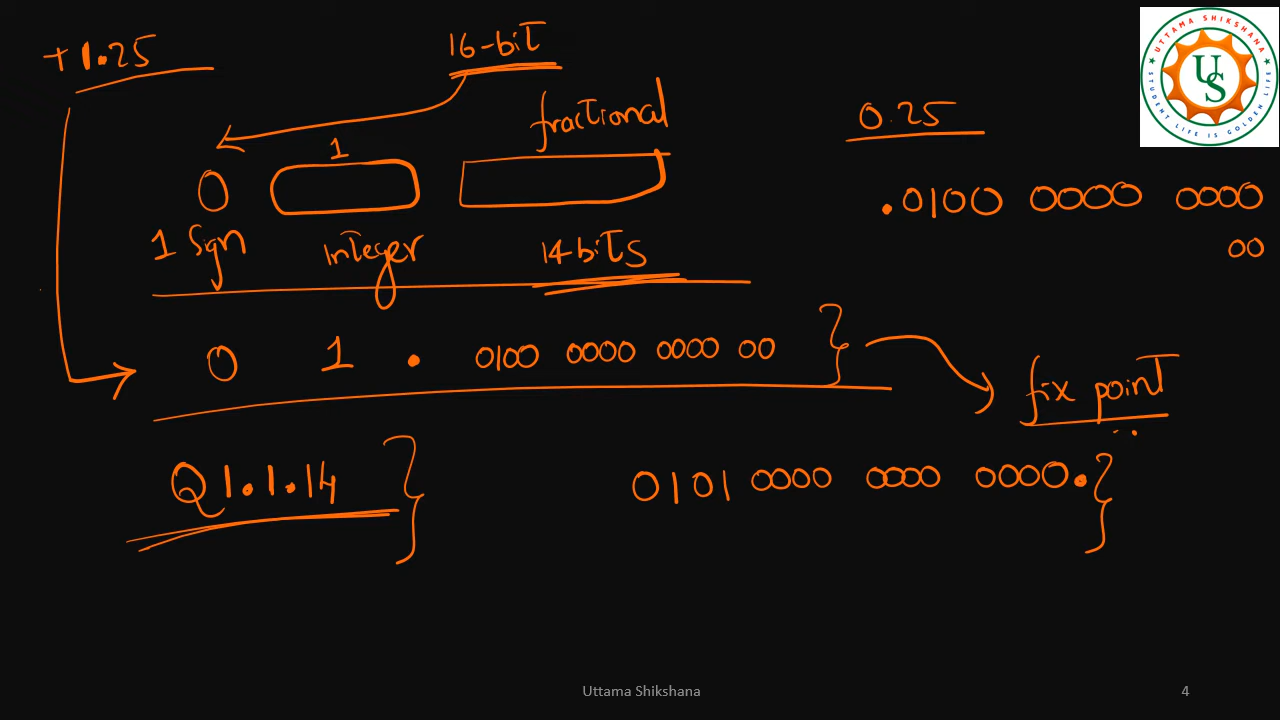 +1.25
16-bit
UTTAMA SHIKSHANA
US
STUDENT LIFE IS GOLDEN LIFE
fractional
0.25
1
0
.0100 0000 0000
00
1 Sign Integer 14-bits
0 1 . 0100 0000 0000 00
fix point
Q1.1.14
0101 0000 0000 0000.
Uttama Shikshana
4